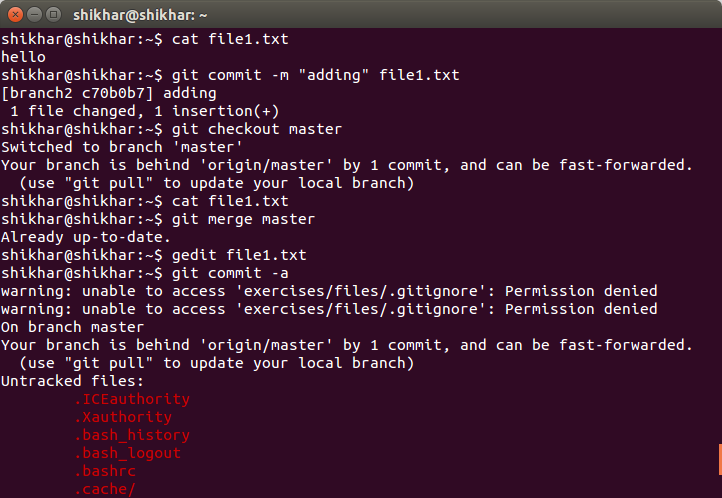 shikhar@shikhar: ~
shikhar@shikhar:~$ cat file1.txt
hello
shikhar@shikhar:~$ git commit -m "adding" file1.txt
[branch2 c70b0b7] adding
 1 file changed, 1 insertion(+)
shikhar@shikhar:~$ git checkout master
Switched to branch 'master'
Your branch is behind 'origin/master' by 1 commit, and can be fast-forwarded.
  (use "git pull" to update your local branch)
shikhar@shikhar:~$ cat file1.txt
shikhar@shikhar:~$ git merge master
Already up-to-date.
shikhar@shikhar:~$ gedit file1.txt
shikhar@shikhar:~$ git commit -a
warning: unable to access 'exercises/files/.gitignore': Permission denied
warning: unable to access 'exercises/files/.gitignore': Permission denied
On branch master
Your branch is behind 'origin/master' by 1 commit, and can be fast-forwarded.
  (use "git pull" to update your local branch)
Untracked files:
        .ICEauthority
        .Xauthority
        .bash_history
        .bash_logout
        .bashrc
        .cache/